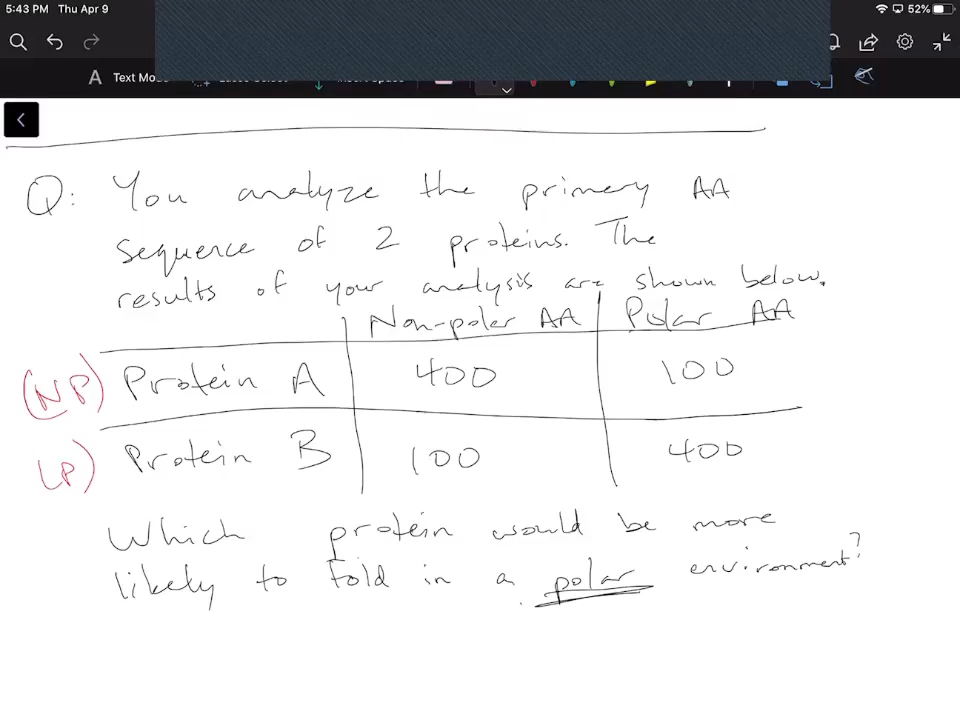 5:43 PM Thu Apr 9
52%
A Text Mod
Q: You analyze the primary AA
sequence of 2 proteins. The
results of your analysis are shown below.
Non-polar AA Polar AA
(NP) Protein A 400 100
(P) Protein B 100 400
Which protein would be more
likely to fold in a polar environment?